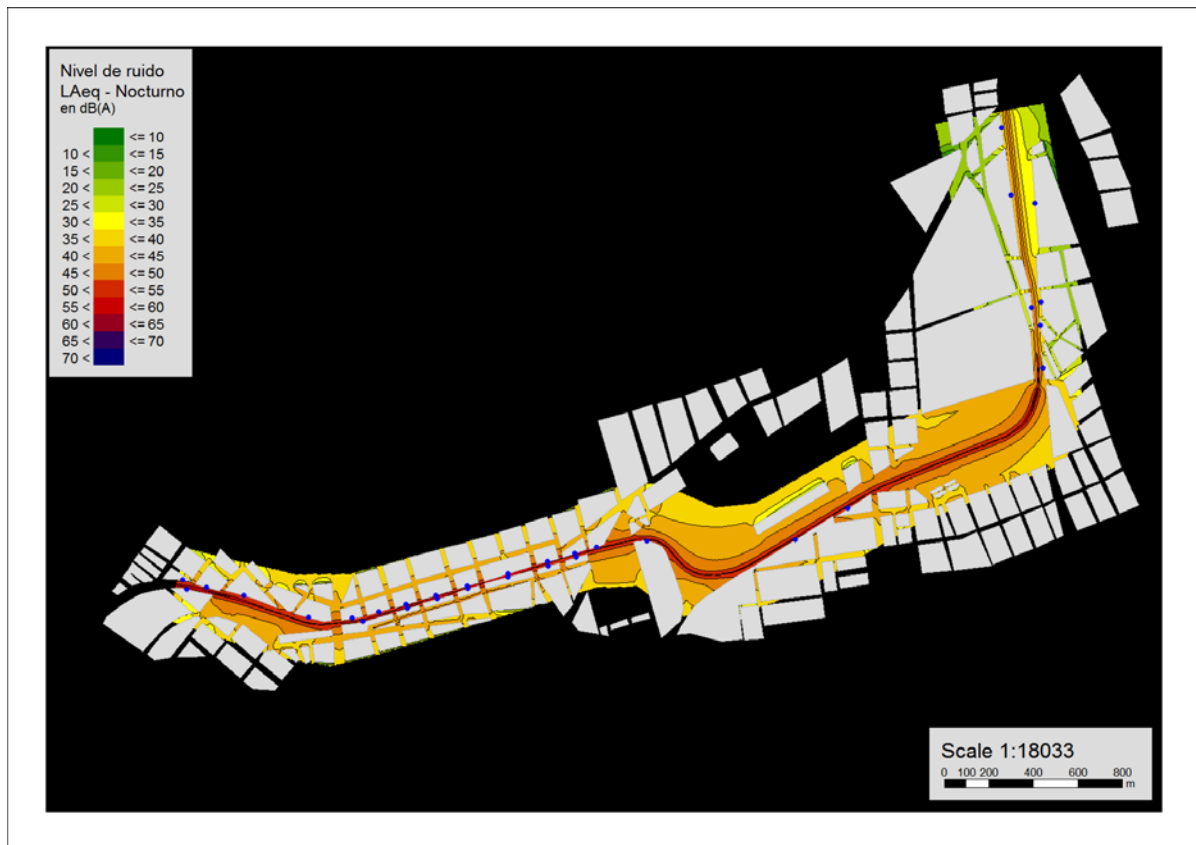 Nivel de ruido
LAeq - Nocturno
en dB(A)
<= 10
10 < <= 15
15 < <= 20
20 < <= 25
25 < <= 30
30 < <= 35
35 < <= 40
40 < <= 45
45 < <= 50
50 < <= 55
55 < <= 60
60 < <= 65
65 < <= 70
70 <
Scale 1:18033
0 100 200 400 600 800
m